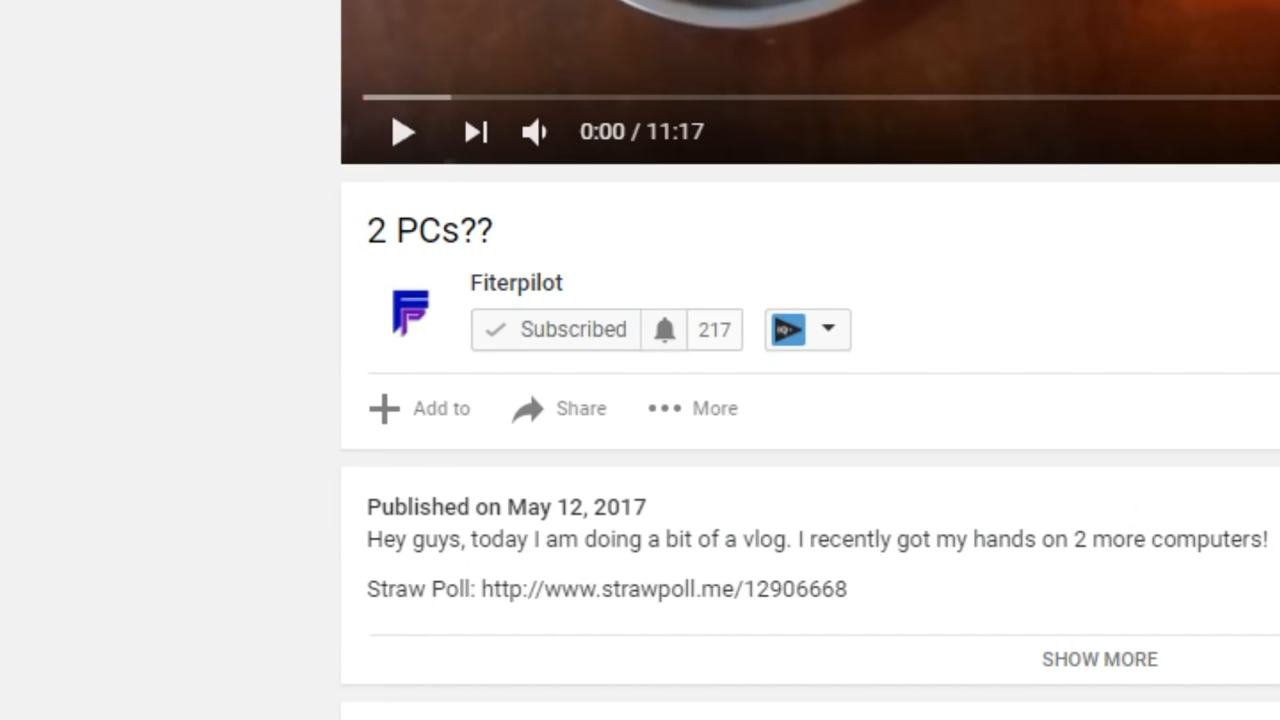 0:00 / 11:17
2 PCs??
Fiterpilot
Subscribed 217
Add to Share More
Published on May 12, 2017
Hey guys, today I am doing a bit of a vlog. I recently got my hands on 2 more computers!
Straw Poll: http://www.strawpoll.me/12906668
SHOW MORE